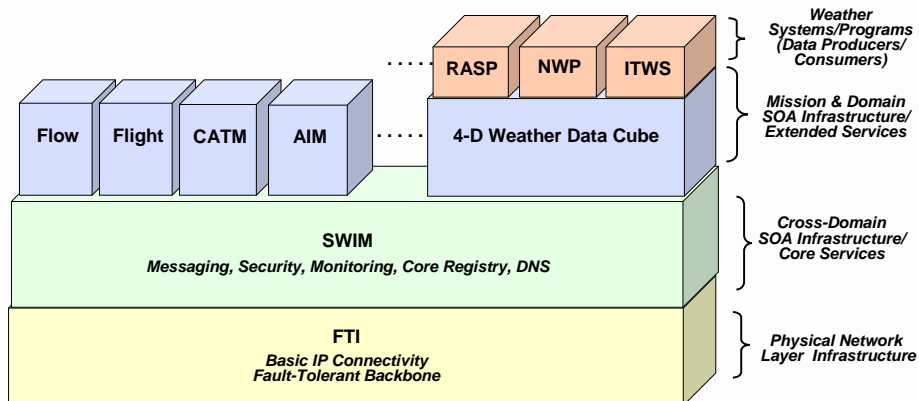 Weather
Systems/Programs
(Data Producers/
Consumers)
..... RASP NWP ITWS
Flow Flight CATM AIM ..... 4-D Weather Data Cube
Mission & Domain
SOA Infrastructure/
Extended Services
SWIM
Messaging, Security, Monitoring, Core Registry, DNS
Cross-Domain
SOA Infrastructure/
Core Services
FTI
Basic IP Connectivity
Fault-Tolerant Backbone
Physical Network
Layer Infrastructure